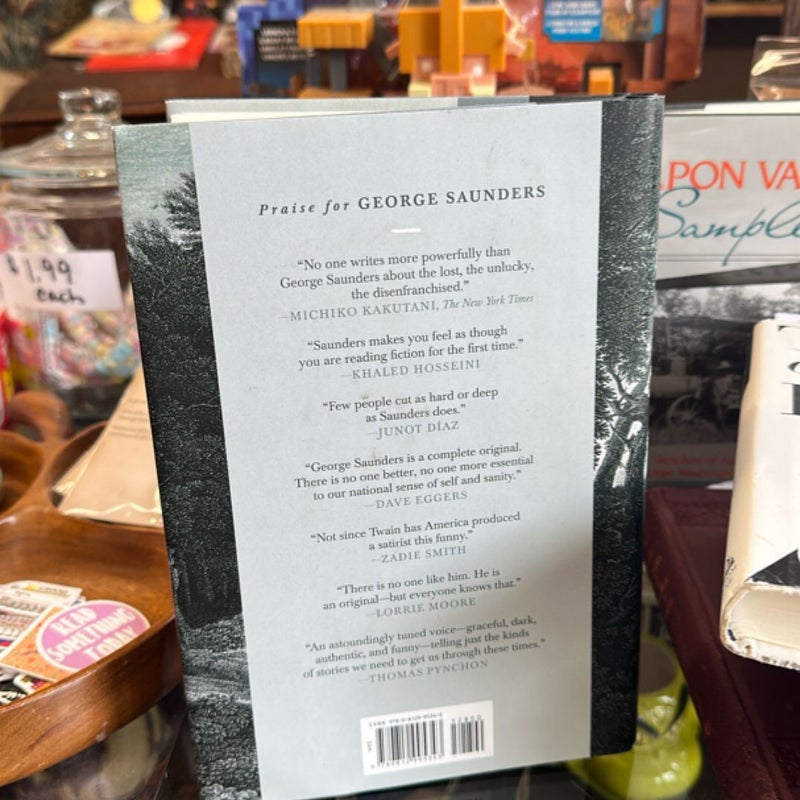 Praise for GEORGE SAUNDERS
“No one writes more powerfully than
George Saunders about the lost, the unlucky,
the disenfranchised.”
—MICHIKO KAKUTANI, The New York Times
“Saunders makes you feel as though
you are reading fiction for the first time.”
—KHALED HOSSEINI
“Few people cut as hard or deep
as Saunders does.”
—JUNOT DÍAZ
“George Saunders is a complete original.
There is no one better, no one more essential
to our national sense of self and sanity.”
—DAVE EGGERS
“Not since Twain has America produced
a satirist this funny.”
—ZADIE SMITH
“There is no one like him. He is
an original—but everyone knows that.”
—LORRIE MOORE
“An astoundingly tuned voice—graceful, dark,
authentic, and funny—telling just the kinds
of stories we need to get us through these times.”
—THOMAS PYNCHON
$1.99
each
READ
SOMETHING
TODAY
PON VA
Sample